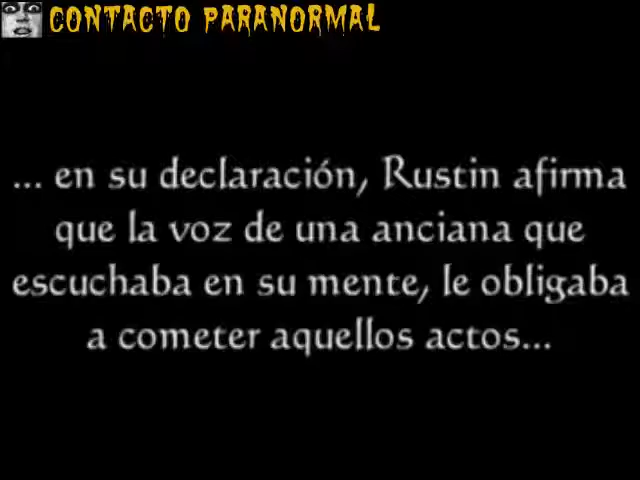 CONTACTO PARANORMAL
... en su declaración, Rustin afirma
que la voz de una anciana que
escuchaba en su mente, le obligaba
a cometer aquellos actos...